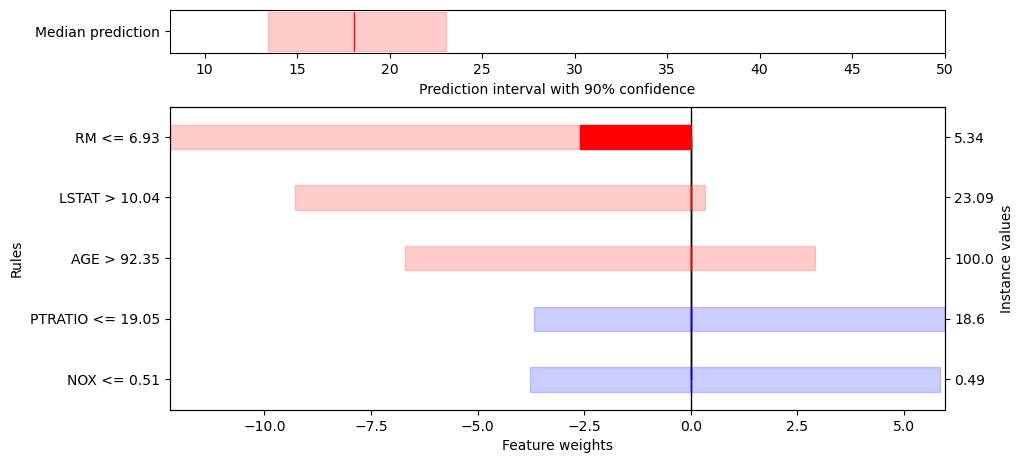 Median prediction
10 15 20 25 30 35 40 45 50
Prediction interval with 90% confidence
Rules
RM <= 6.93 5.34
LSTAT > 10.04 23.09
AGE > 92.35 100.0
PTRATIO <= 19.05 18.6
NOX <= 0.51 0.49
Instance values
−10.0 −7.5 −5.0 −2.5 0.0 2.5 5.0
Feature weights